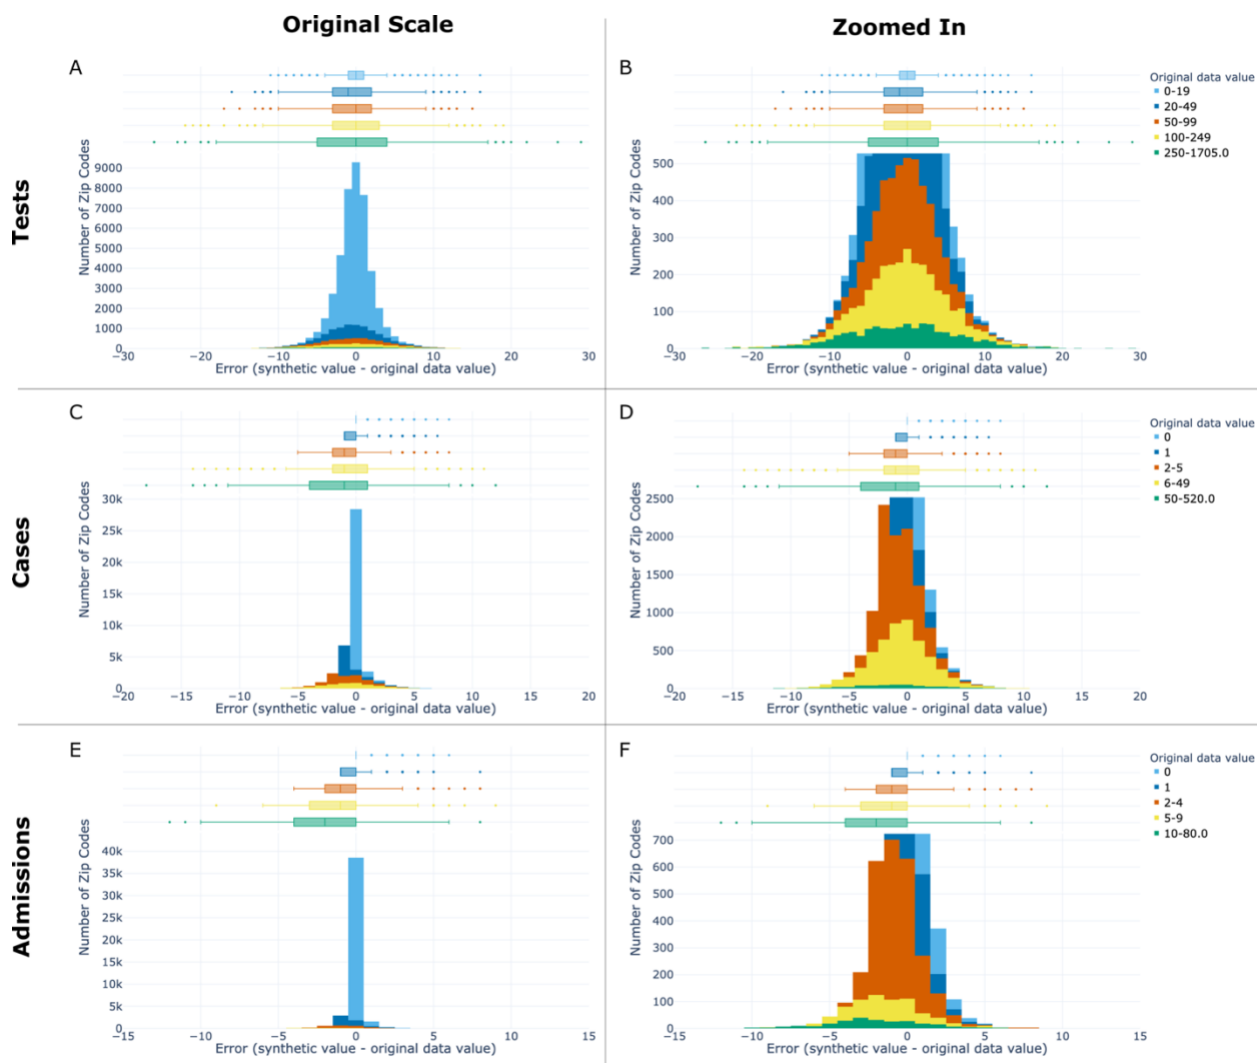 Original Scale
Zoomed In
Tests
A
Number of Zip Codes
9000
8000
7000
6000
5000
4000
3000
2000
1000
0
−30 −20 −10 0 10 20 30
Error (synthetic value - original data value)
B
Number of Zip Codes
500
400
300
200
100
0
−30 −20 −10 0 10 20 30
Error (synthetic value - original data value)
Original data value
0-19
20-49
50-99
100-249
250-1705.0
Cases
C
Number of Zip Codes
30k
25k
20k
15k
10k
5k
0
−20 −15 −10 −5 0 5 10 15 20
Error (synthetic value - original data value)
D
Number of Zip Codes
2500
2000
1500
1000
500
0
−20 −15 −10 −5 0 5 10 15 20
Error (synthetic value - original data value)
Original data value
0
1
2-5
6-49
50-520.0
Admissions
E
Number of Zip Codes
40k
35k
30k
25k
20k
15k
10k
5k
0
−15 −10 −5 0 5 10 15
Error (synthetic value - original data value)
F
Number of Zip Codes
700
600
500
400
300
200
100
0
−15 −10 −5 0 5 10 15
Error (synthetic value - original data value)
Original data value
0
1
2-4
5-9
10-80.0